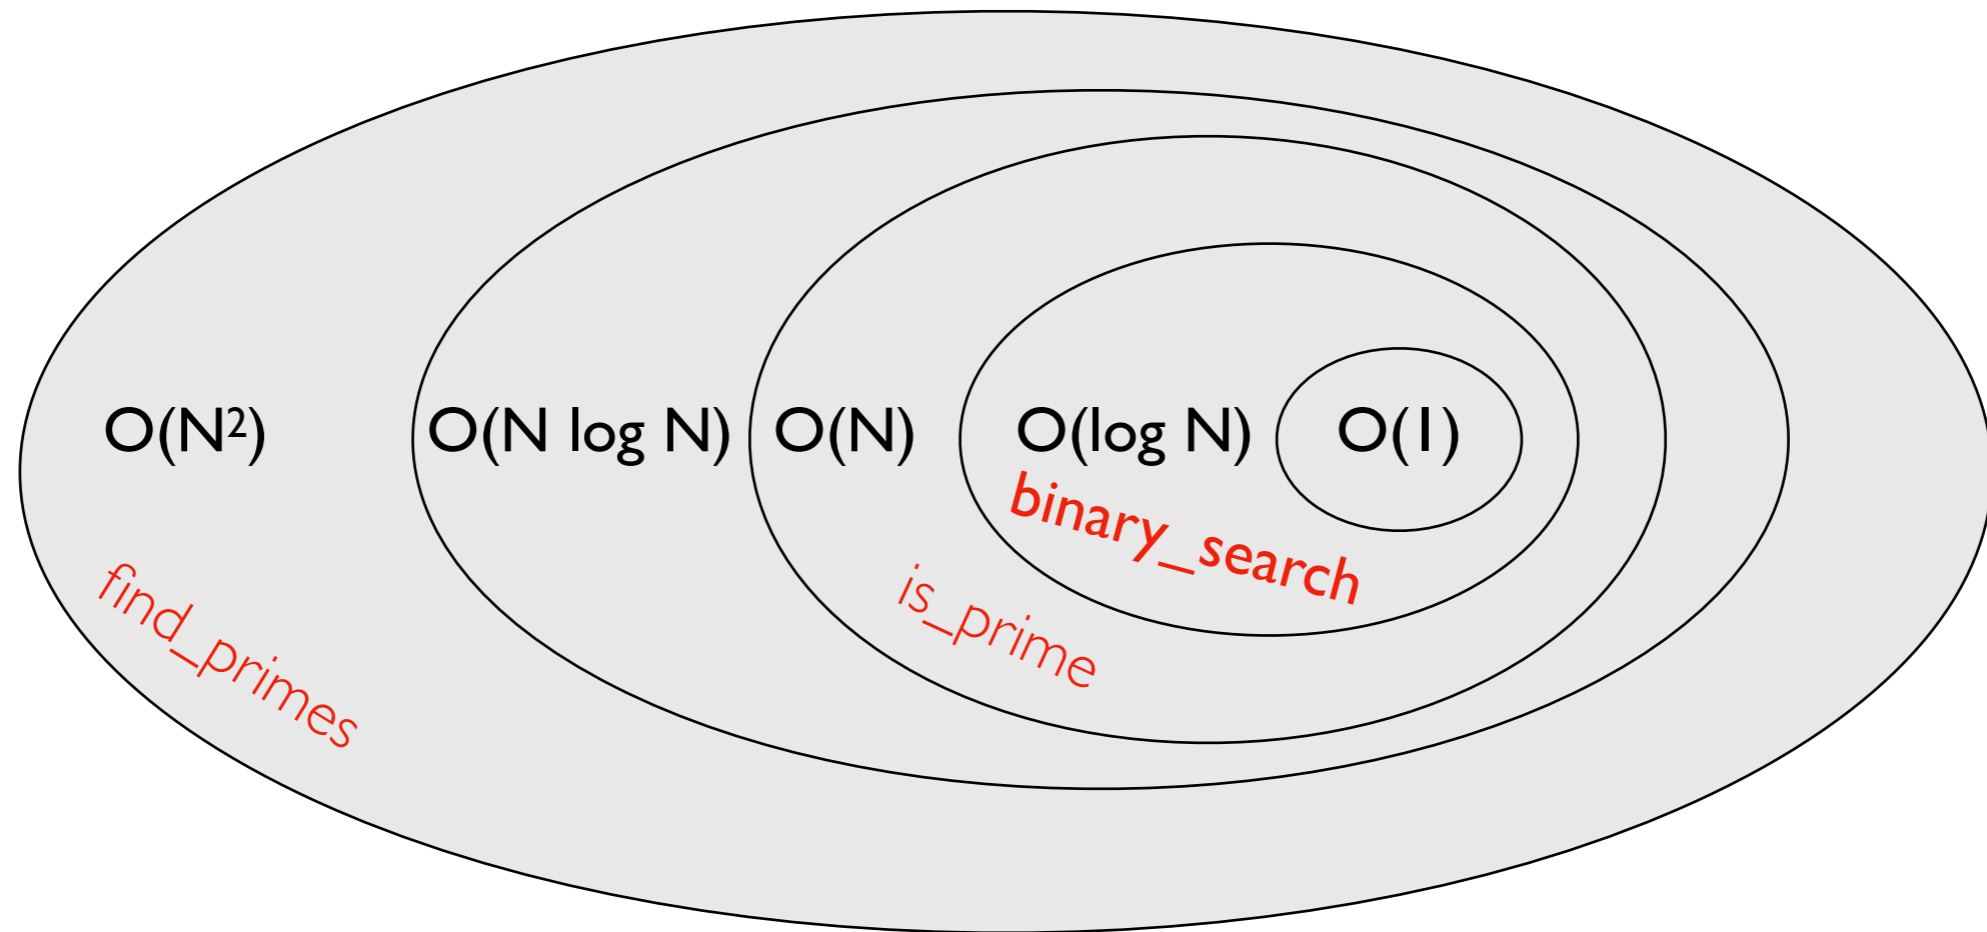 O(N²)
O(N log N)
O(N)
O(log N)
O(1)
binary_search
is_prime
find_primes